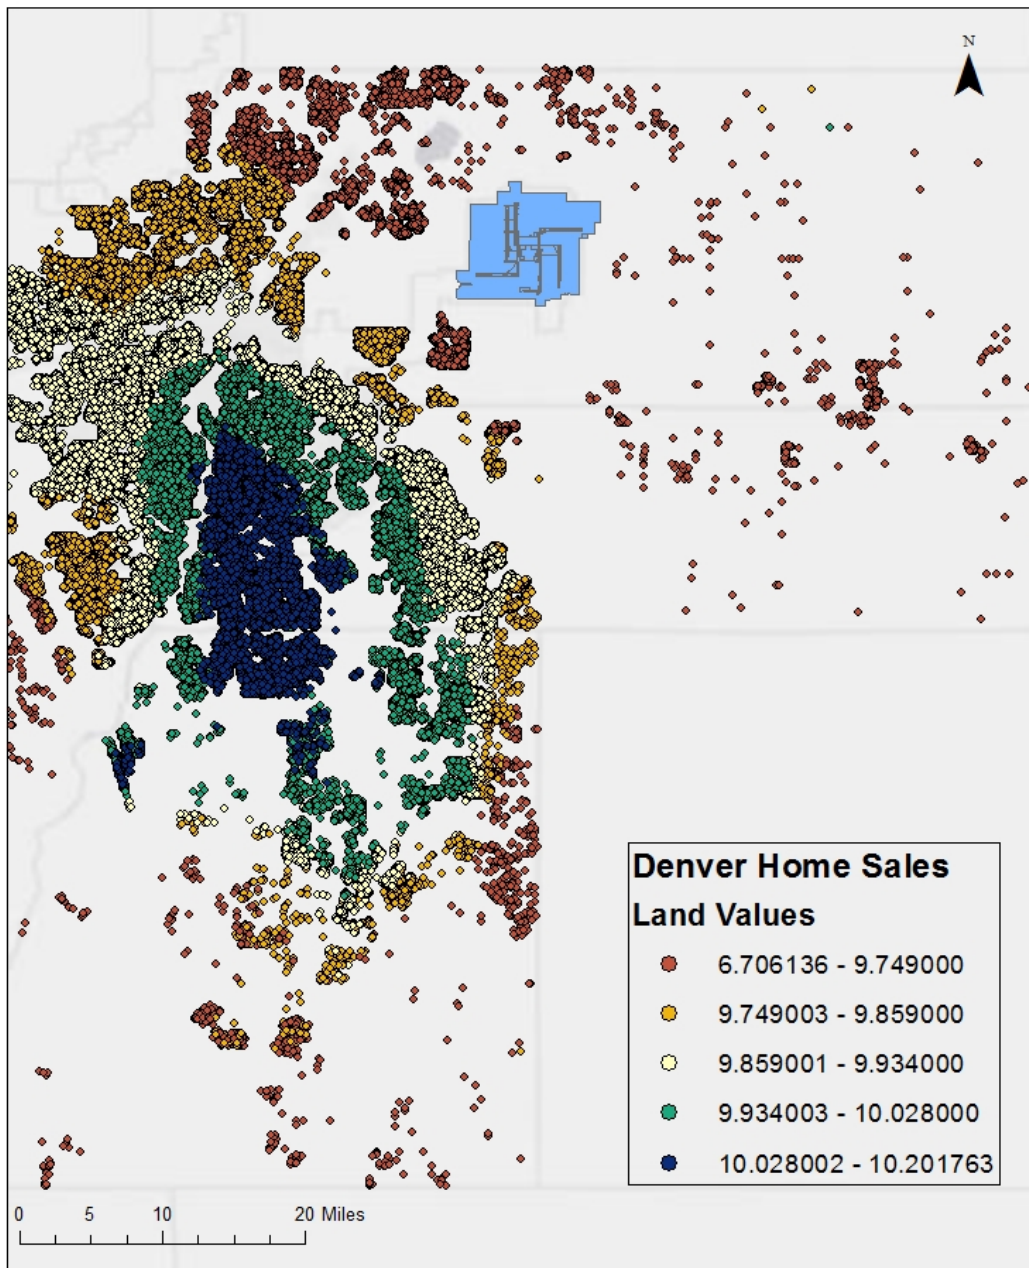 N
Denver Home Sales
Land Values
6.706136 - 9.749000
9.749003 - 9.859000
9.859001 - 9.934000
9.934003 - 10.028000
10.028002 - 10.201763
0 5 10 20 Miles